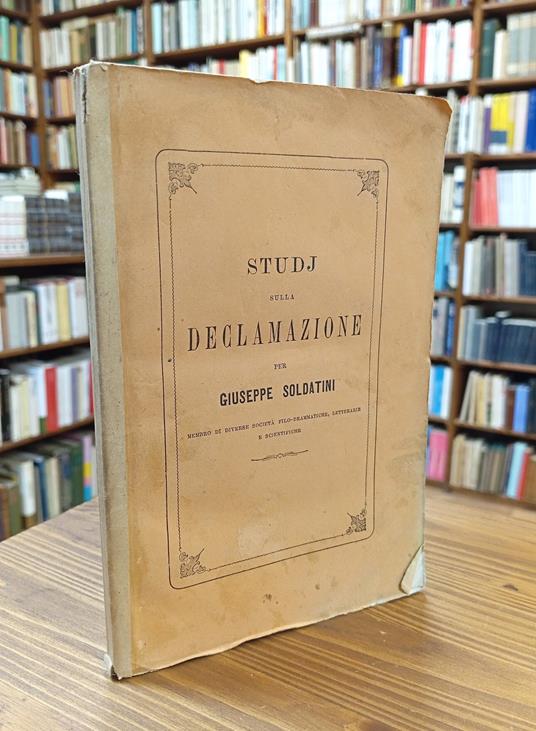 STUDJ
SULLA
DECLAMAZIONE
PER
GIUSEPPE SOLDATINI
MEMBRO DI DIVERSE SOCIETÀ FILO-DRAMMATICHE, LETTERARIE
E SCIENTIFICHE